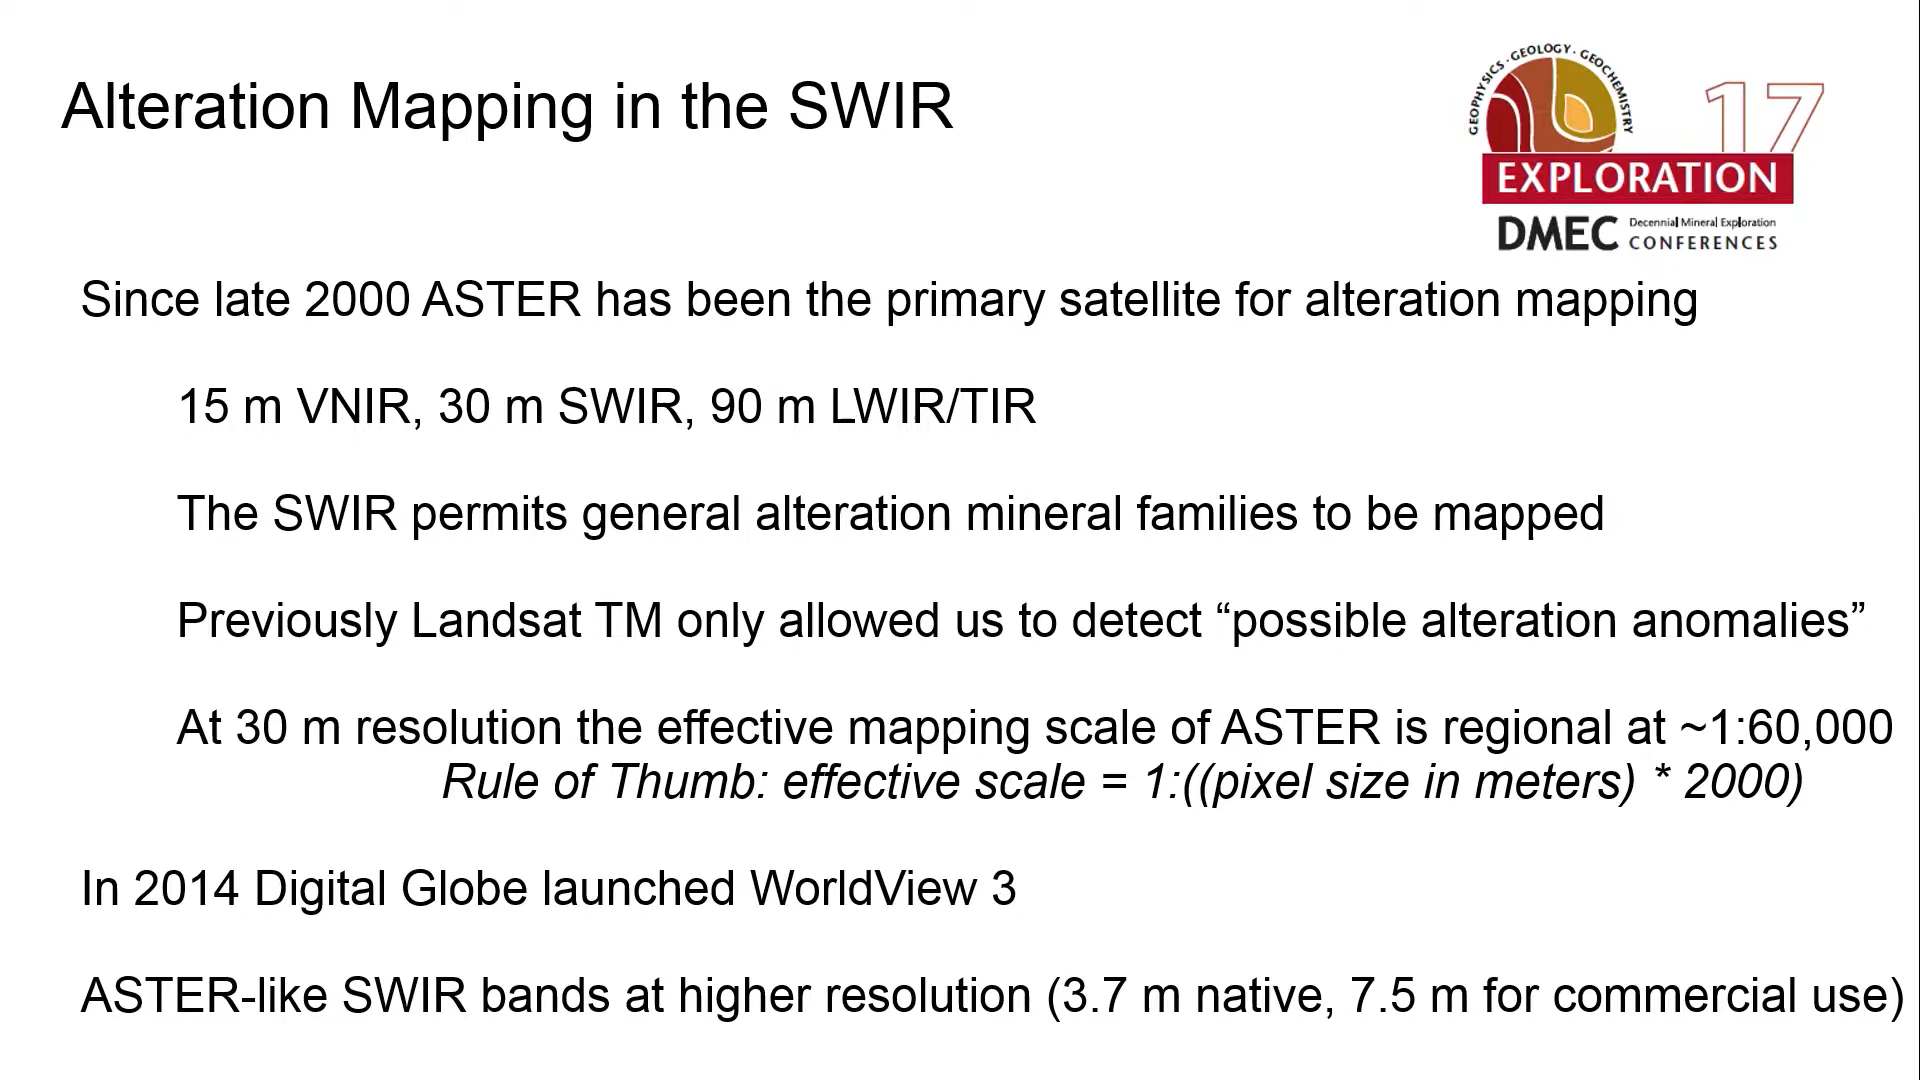 Alteration Mapping in the SWIR
GEOPHYSICS · GEOLOGY · GEOCHEMISTRY
17
EXPLORATION
DMEC Decennial Mineral Exploration
CONFERENCES
Since late 2000 ASTER has been the primary satellite for alteration mapping
15 m VNIR, 30 m SWIR, 90 m LWIR/TIR
The SWIR permits general alteration mineral families to be mapped
Previously Landsat TM only allowed us to detect “possible alteration anomalies”
At 30 m resolution the effective mapping scale of ASTER is regional at ~1:60,000
Rule of Thumb: effective scale = 1:((pixel size in meters) * 2000)
In 2014 Digital Globe launched WorldView 3
ASTER-like SWIR bands at higher resolution (3.7 m native, 7.5 m for commercial use)